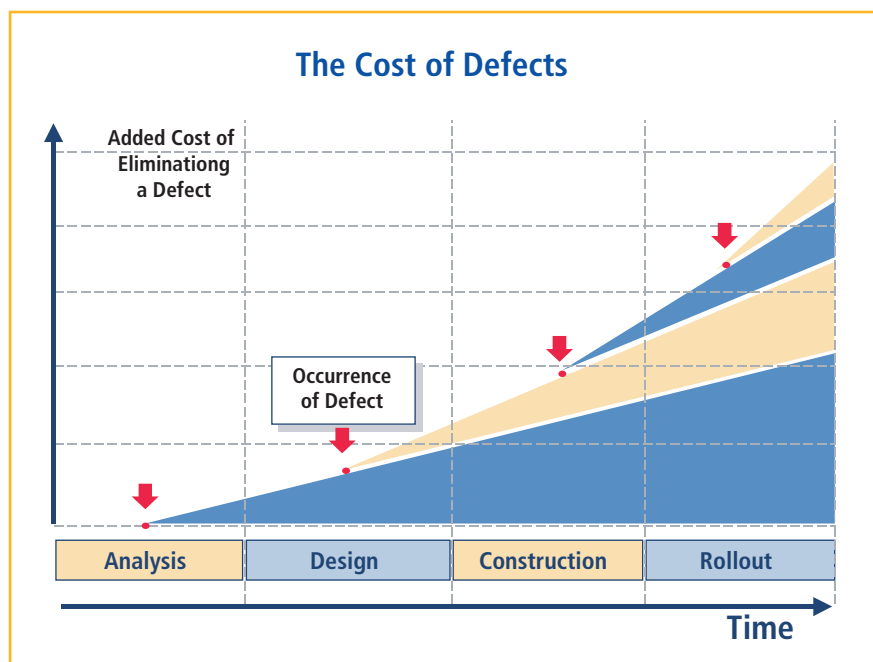 The Cost of Defects
Added Cost of
Eliminationg
a Defect
Occurrence
of Defect
Analysis
Design
Construction
Rollout
Time